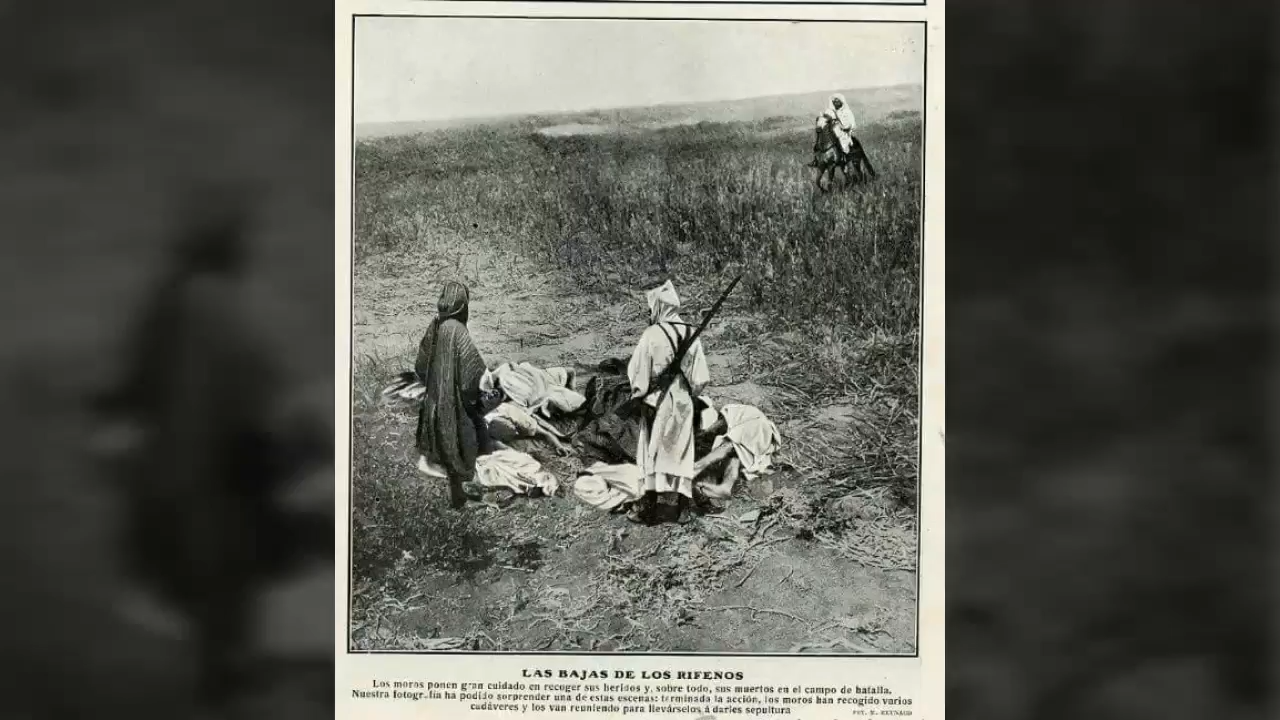 LAS BAJAS DE LOS RIFEÑOS
Los moros ponen gran cuidado en recoger sus heridos y, sobre todo, sus muertos en el campo de batalla.
Nuestra fotografía ha podido sorprender una de estas escenas: terminada la acción, los moros han recogido varios
cadáveres y los van reuniendo para llevárselos á darles sepultura
FOT. M. REYNAUD